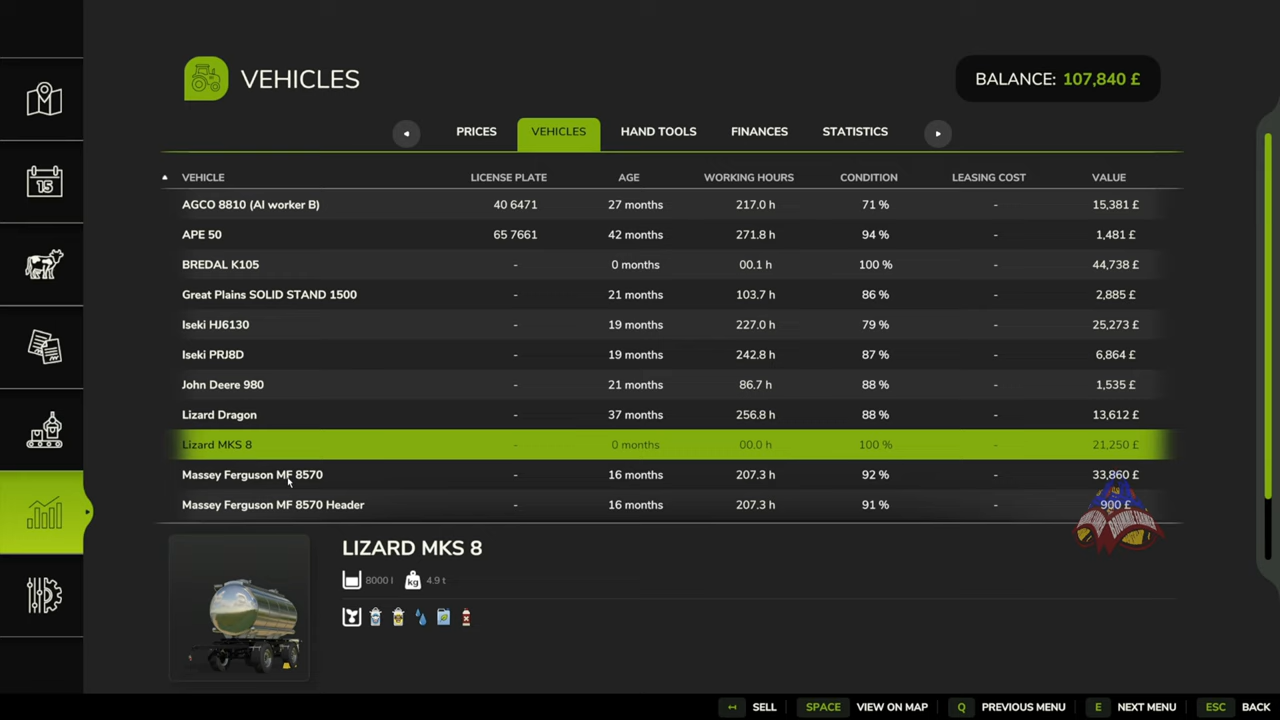 VEHICLES
BALANCE: 107,840 £
PRICES VEHICLES HAND TOOLS FINANCES STATISTICS
VEHICLE LICENSE PLATE AGE WORKING HOURS CONDITION LEASING COST VALUE
AGCO 8810 (AI worker B) 40 6471 27 months 217.0 h 71 % - 15,381 £
APE 50 65 7661 42 months 271.8 h 94 % - 1,481 £
BREDAL K105 - 0 months 00.1 h 100 % - 44,738 £
Great Plains SOLID STAND 1500 - 21 months 103.7 h 86 % - 2,885 £
Iseki HJ6130 - 19 months 227.0 h 79 % - 25,273 £
Iseki PRJ8D - 19 months 242.8 h 87 % - 6,864 £
John Deere 980 - 21 months 86.7 h 88 % - 1,535 £
Lizard Dragon - 37 months 256.8 h 88 % - 13,612 £
Lizard MKS 8 - 0 months 00.0 h 100 % - 21,250 £
Massey Ferguson MF 8570 - 16 months 207.3 h 92 % - 33,860 £
Massey Ferguson MF 8570 Header - 16 months 207.3 h 91 % - 900 £
LIZARD MKS 8
8000 l kg 4.9 t
15
SELL SPACE VIEW ON MAP Q PREVIOUS MENU E NEXT MENU ESC BACK